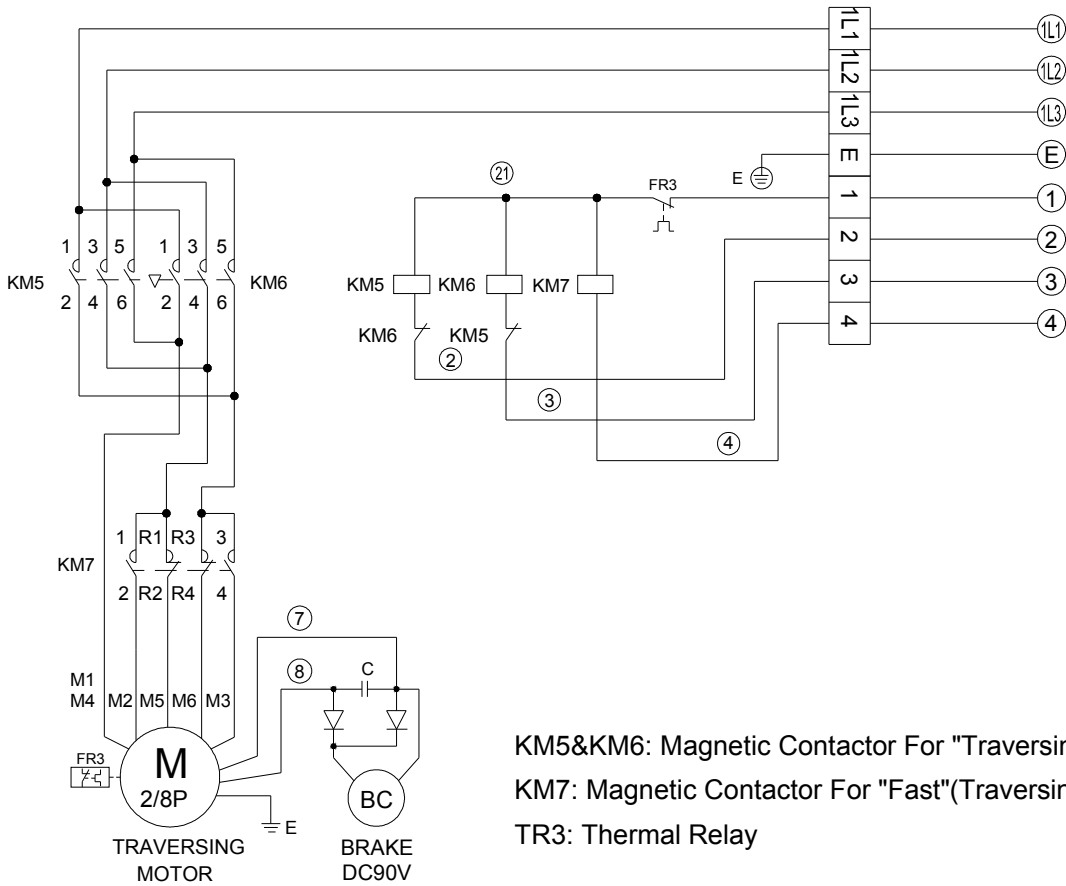 1L1 1L1
1L2 1L2
1L3 1L3
E E E
21 FR3 1 1
2 2
3 3
4 4
1 3 5 1 3 5
KM5 KM6
2 4 6 2 4 6
KM5 KM6 KM7
KM6 KM5
2
3
4
1 R1 R3 3
KM7
2 R2 R4 4
7
8 C
M1
M4 M2 M5 M6 M3
FR3
M
2/8P
E
BC
TRAVERSING
MOTOR
BRAKE
DC90V
KM5&KM6: Magnetic Contactor For "Traversin
KM7: Magnetic Contactor For "Fast"(Traversin
TR3: Thermal Relay